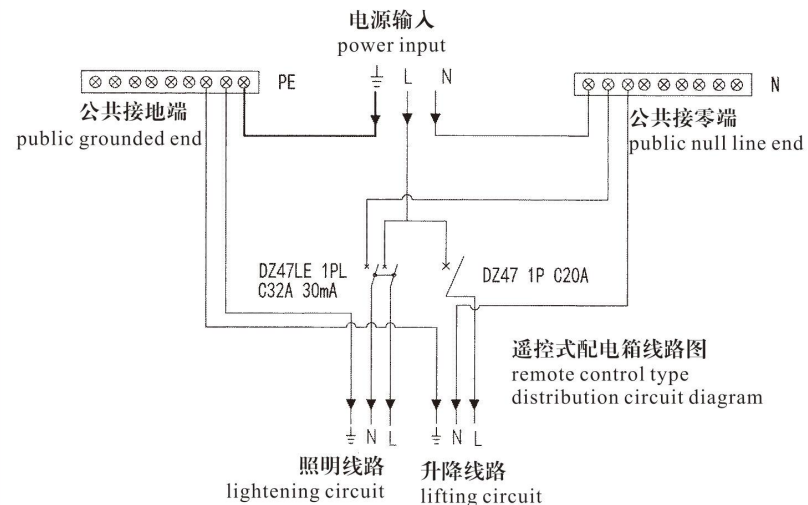 电源输入
power input
L N
PE
N
公共接地端
public grounded end
公共接零端
public null line end
DZ47LE 1PL
C32A 30mA
DZ47 1P C20A
遥控式配电箱线路图
remote control type
distribution circuit diagram
N L
N L
照明线路
lightening circuit
升降线路
lifting circuit